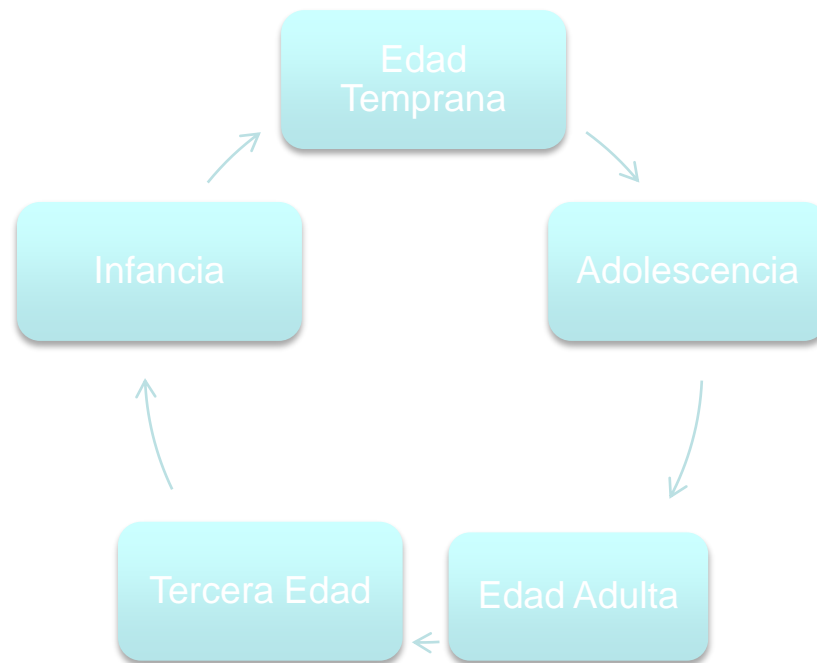 Edad
Temprana
Infancia
Adolescencia
Tercera Edad
Edad Adulta